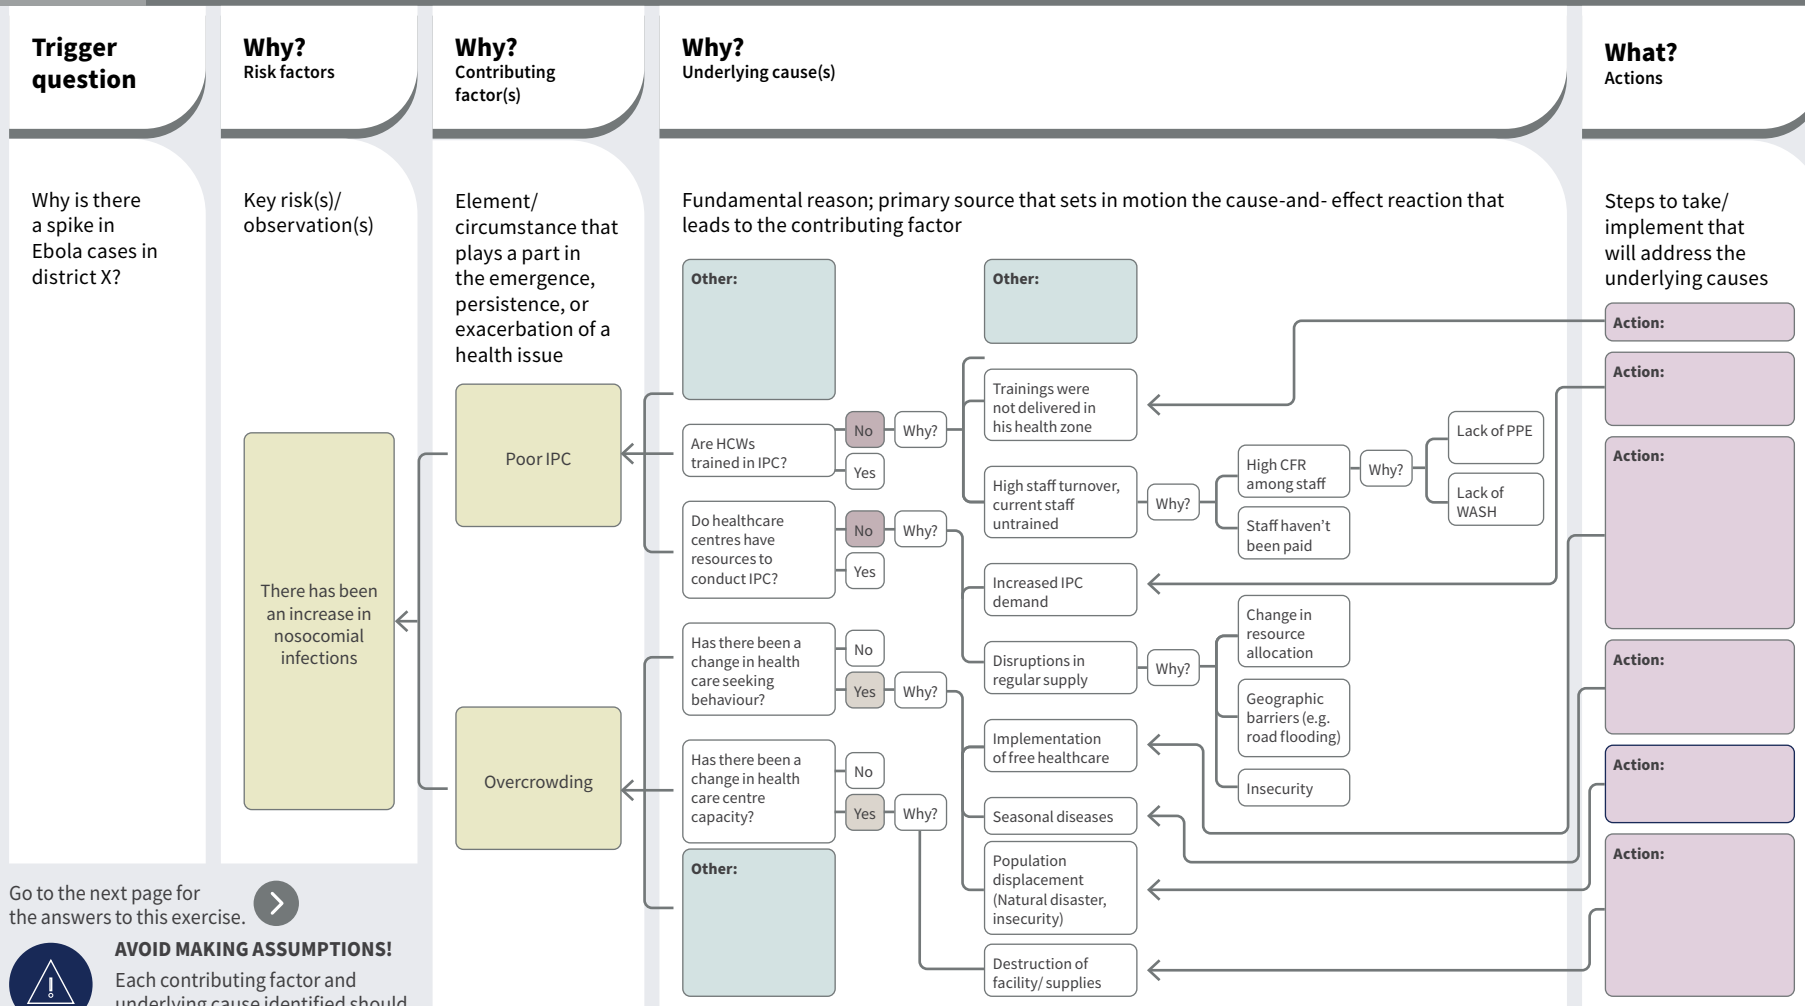 Trigger
question
Why?
Risk factors
Why?
Contributing
factor(s)
Why?
Underlying cause(s)
What?
Actions
Why is there
a spike in
Ebola cases in
district X?
Key risk(s)/
observation(s)
Element/
circumstance that
plays a part in
the emergence,
persistence, or
exacerbation of a
health issue
Fundamental reason; primary source that sets in motion the cause-and- effect reaction that
leads to the contributing factor
Steps to take/
implement that
will address the
underlying causes
There has been
an increase in
nosocomial
infections
Poor IPC
Overcrowding
Other:
Are HCWs
trained in IPC?
No
Why?
Yes
Do healthcare
centres have
resources to
conduct IPC?
No
Why?
Yes
Has there been a
change in health
care seeking
behaviour?
No
Yes
Why?
Has there been a
change in health
care centre
capacity?
No
Yes
Why?
Other:
Other:
Trainings were
not delivered in
his health zone
High staff turnover,
current staff
untrained
Why?
High CFR
among staff
Why?
Lack of PPE
Lack of
WASH
Staff haven't
been paid
Increased IPC
demand
Disruptions in
regular supply
Why?
Change in
resource
allocation
Geographic
barriers (e.g.
road flooding)
Insecurity
Implementation
of free healthcare
Seasonal diseases
Population
displacement
(Natural disaster,
insecurity)
Destruction of
facility/ supplies
Action:
Action:
Action:
Action:
Action:
Action:
Go to the next page for
the answers to this exercise.
AVOID MAKING ASSUMPTIONS!
Each contributing factor and
underlying cause identified should